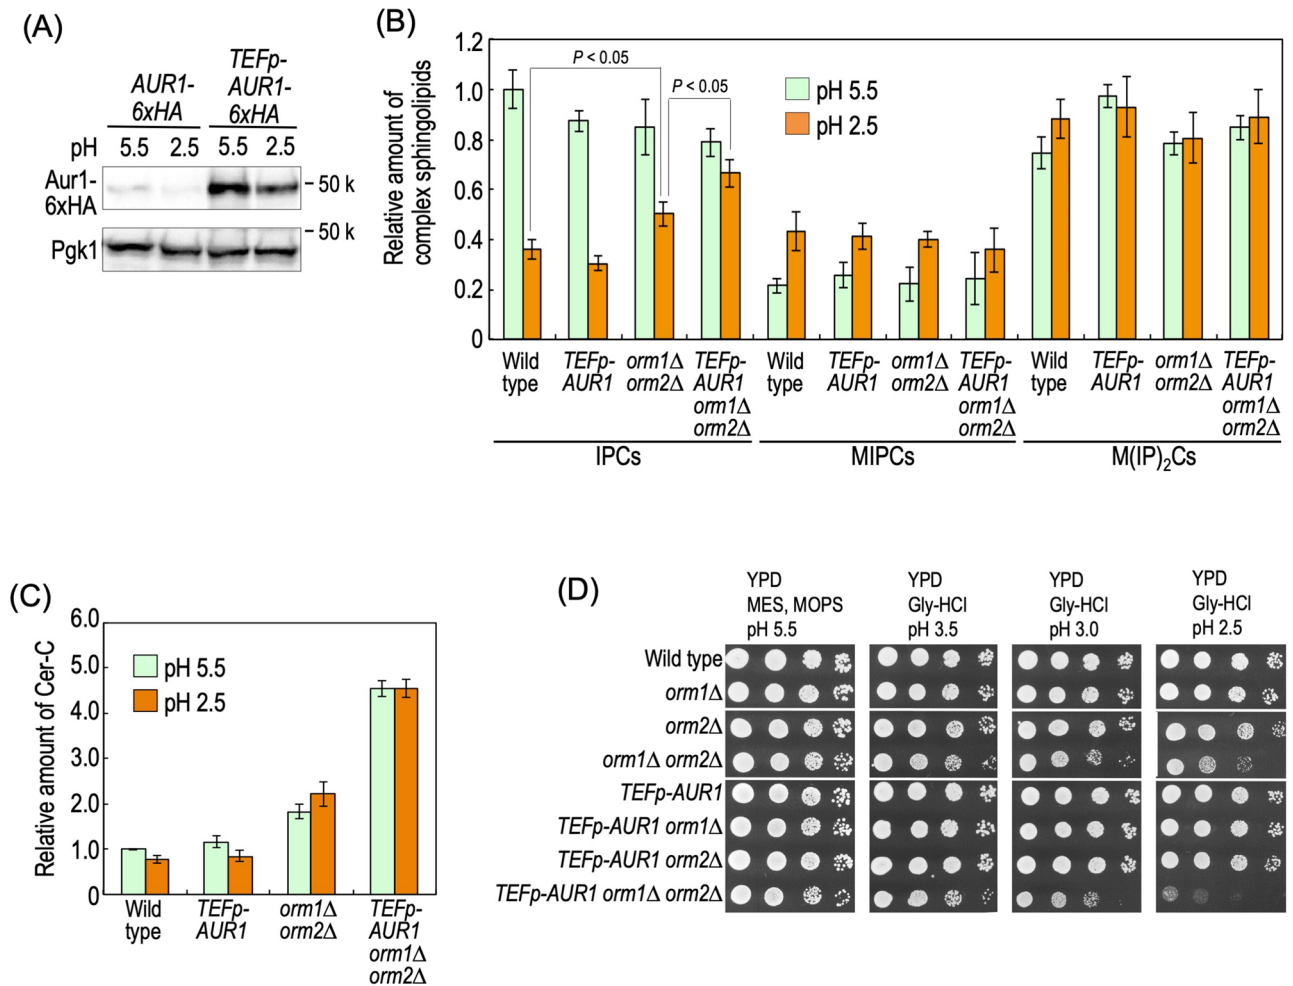 (A)
AUR1-
6xHA
TEFp-
AUR1-
6xHA
pH 5.5 2.5 5.5 2.5
Aur1-
6xHA
50 k
50 k
Pgk1
(B)
Relative amount of
complex sphingolipids
1.2
1.0
0.8
0.6
0.4
0.2
0
P < 0.05
P < 0.05
pH 5.5
pH 2.5
Wild
type
TEFp-
AUR1
orm1Δ
orm2Δ
TEFp-
AUR1
orm1Δ
orm2Δ
Wild
type
TEFp-
AUR1
orm1Δ
orm2Δ
TEFp-
AUR1
orm1Δ
orm2Δ
Wild
type
TEFp-
AUR1
orm1Δ
orm2Δ
TEFp-
AUR1
orm1Δ
orm2Δ
IPCs
MIPCs
M(IP)₂Cs
(C)
Relative amount of Cer-C
6.0
5.0
4.0
3.0
2.0
1.0
0
pH 5.5
pH 2.5
Wild
type
TEFp-
AUR1
orm1Δ
orm2Δ
TEFp-
AUR1
orm1Δ
orm2Δ
(D)
YPD
MES, MOPS
pH 5.5
YPD
Gly-HCl
pH 3.5
YPD
Gly-HCl
pH 3.0
YPD
Gly-HCl
pH 2.5
Wild type
orm1Δ
orm2Δ
orm1Δ orm2Δ
TEFp-AUR1
TEFp-AUR1 orm1Δ
TEFp-AUR1 orm2Δ
TEFp-AUR1 orm1Δ orm2Δ